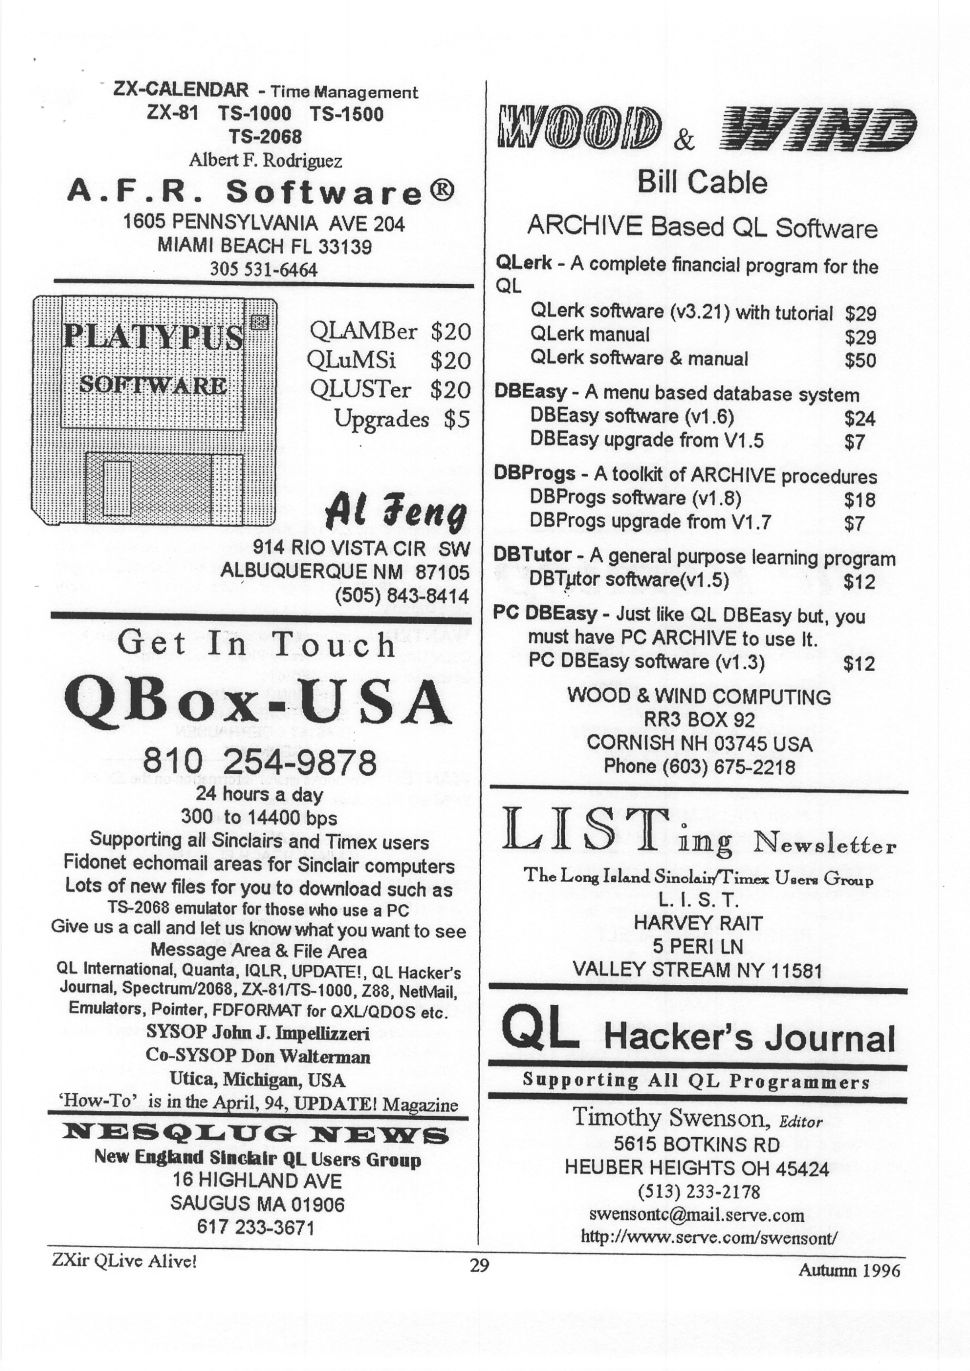 ZX-CALENDAR - Time Management
ZX-81 TS-1000 TS-1500
TS-2068
Albert F. Rodriguez
A.F.R. Software®
1605 PENNSYLVANIA AVE 204
MIAMI BEACH FL 33139
305 531-6464
PLATYPUS
SOFTWARE
QLAMBer $20
QLuMSi $20
QLUSTer $20
Upgrades $5
Al Feng
914 RIO VISTA CIR SW
ALBUQUERQUE NM 87105
(505) 843-8414
Get In Touch
QBox-USA
810 254-9878
24 hours a day
300 to 14400 bps
Supporting all Sinclairs and Timex users
Fidonet echomail areas for Sinclair computers
Lots of new files for you to download such as
TS-2068 emulator for those who use a PC
Give us a call and let us know what you want to see
Message Area & File Area
QL International, Quanta, IQLR, UPDATE!, QL Hacker's
Journal, Spectrum/2068, ZX-81/TS-1000, Z88, NetMail,
Emulators, Pointer, FDFORMAT for QXL/QDOS etc.
SYSOP John J. Impellizzeri
Co-SYSOP Don Walterman
Utica, Michigan, USA
'How-To' is in the April, 94, UPDATE! Magazine
NESQLUG NEWS
New England Sinclair QL Users Group
16 HIGHLAND AVE
SAUGUS MA 01906
617 233-3671
WOOD & WIND
Bill Cable
ARCHIVE Based QL Software
QLerk - A complete financial program for the
QL
QLerk software (v3.21) with tutorial $29
QLerk manual $29
QLerk software & manual $50
DBEasy - A menu based database system
DBEasy software (v1.6) $24
DBEasy upgrade from V1.5 $7
DBProgs - A toolkit of ARCHIVE procedures
DBProgs software (v1.8) $18
DBProgs upgrade from V1.7 $7
DBTutor - A general purpose learning program
DBTutor software(v1.5) $12
PC DBEasy - Just like QL DBEasy but, you
must have PC ARCHIVE to use It.
PC DBEasy software (v1.3) $12
WOOD & WIND COMPUTING
RR3 BOX 92
CORNISH NH 03745 USA
Phone (603) 675-2218
LISTing Newsletter
The Long Island Sinclair/Timex Users Group
L. I. S. T.
HARVEY RAIT
5 PERI LN
VALLEY STREAM NY 11581
QL Hacker's Journal
Supporting All QL Programmers
Timothy Swenson, Editor
5615 BOTKINS RD
HEUBER HEIGHTS OH 45424
(513) 233-2178
swensontc@mail.serve.com
http://www.serve.com/swensont/
ZXir QLive Alive!
29
Autumn 1996